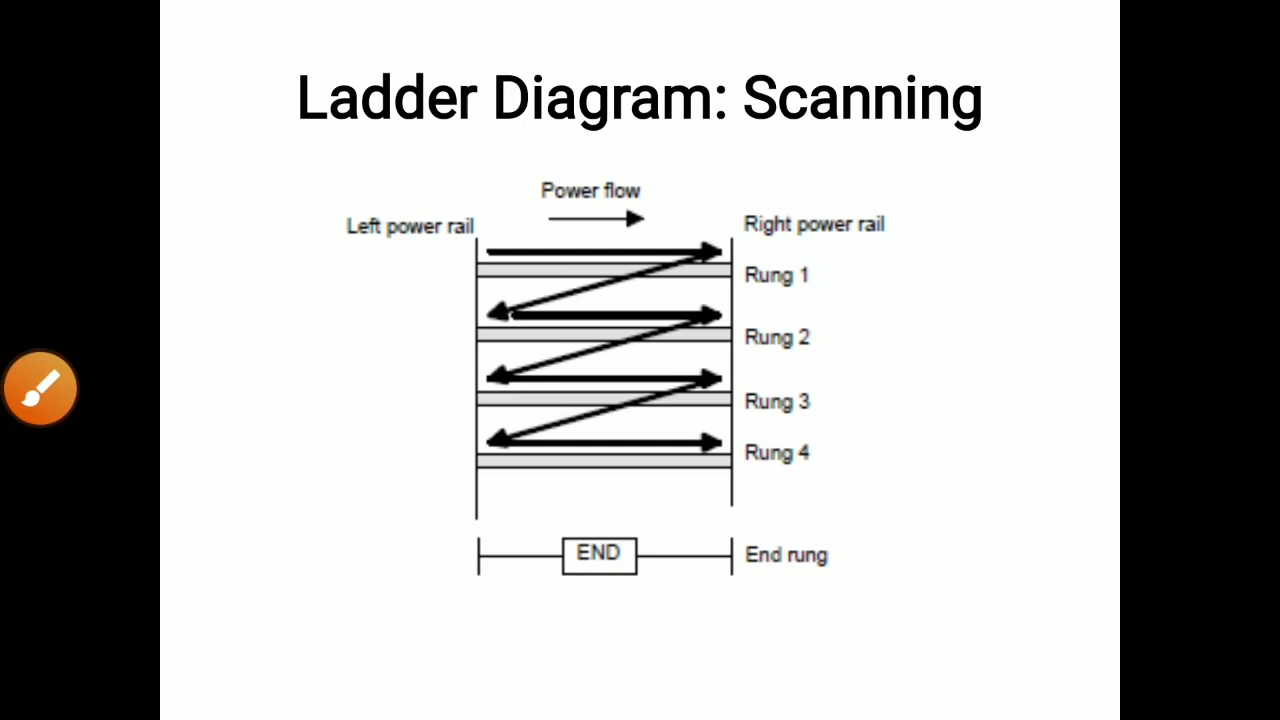 Ladder Diagram: Scanning
Power flow
Left power rail
Right power rail
Rung 1
Rung 2
Rung 3
Rung 4
END
End rung